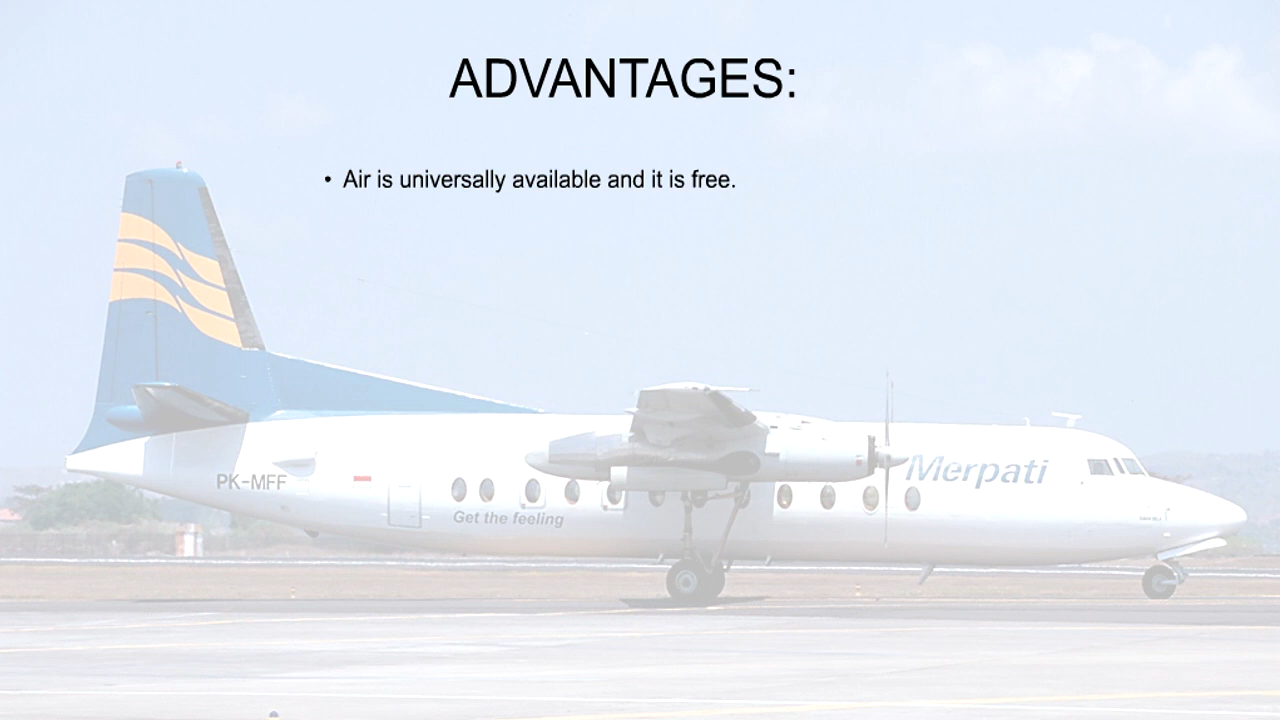 ADVANTAGES:
• Air is universally available and it is free.
PK-MFF
Get the feeling
Merpati